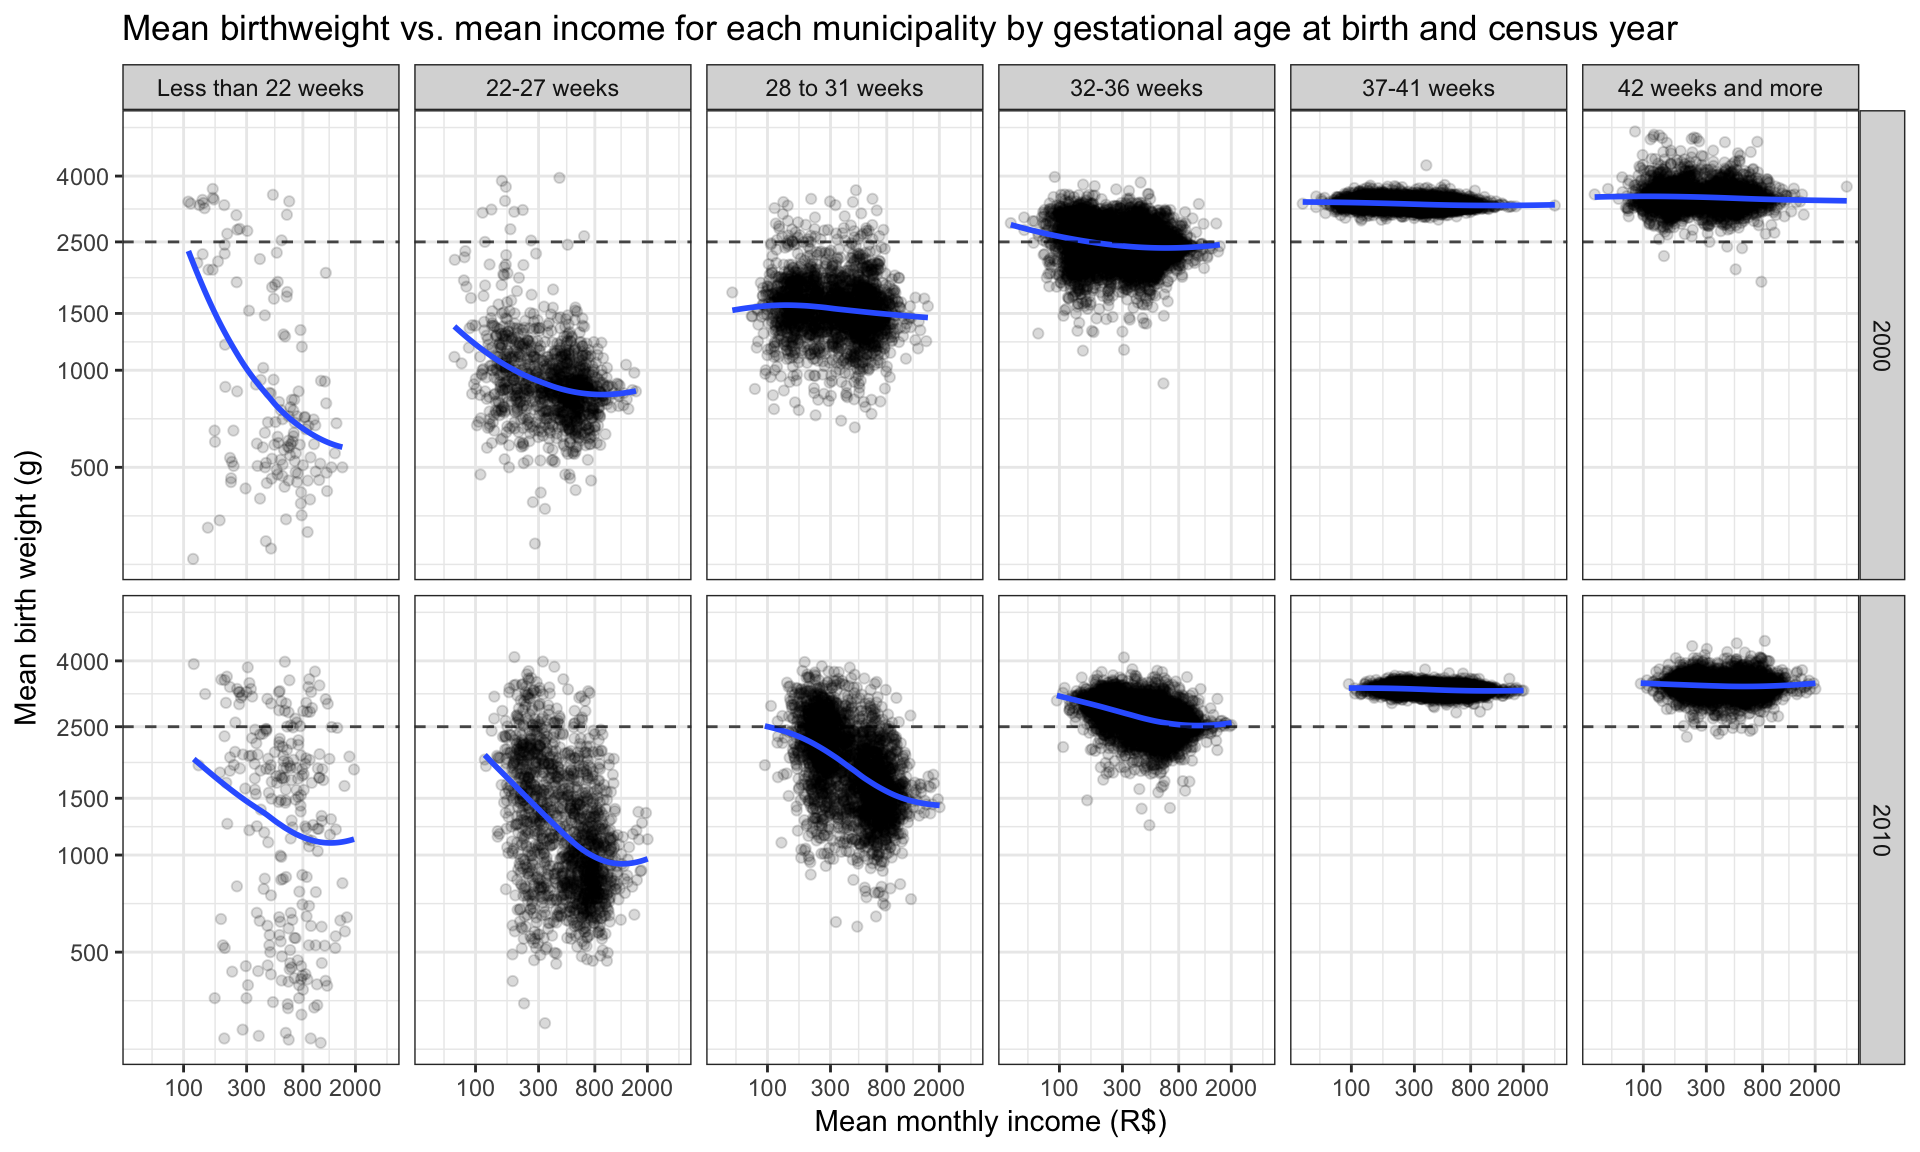 Mean birthweight vs. mean income for each municipality by gestational age at birth and census year
Less than 22 weeks
22-27 weeks
28 to 31 weeks
32-36 weeks
37-41 weeks
42 weeks and more
4000
2500
1500
1000
500
2000
4000
2500
1500
1000
500
2010
Mean birth weight (g)
100 300 800 2000
100 300 800 2000
100 300 800 2000
100 300 800 2000
100 300 800 2000
100 300 800 2000
Mean monthly income (R$)